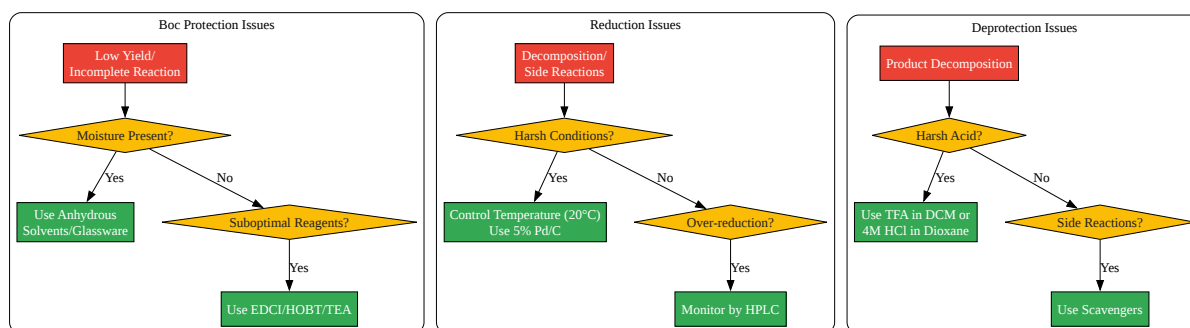 Boc Protection Issues
Low Yield/
Incomplete Reaction
Moisture Present?
Yes
No
Use Anhydrous
Solvents/Glassware
Suboptimal Reagents?
Yes
Use EDCI/HOBT/TEA
Reduction Issues
Decomposition/
Side Reactions
Harsh Conditions?
Yes
No
Control Temperature (20°C)
Use 5% Pd/C
Over-reduction?
Yes
Monitor by HPLC
Deprotection Issues
Product Decomposition
Harsh Acid?
Yes
No
Use TFA in DCM or
4M HCl in Dioxane
Side Reactions?
Yes
Use Scavengers